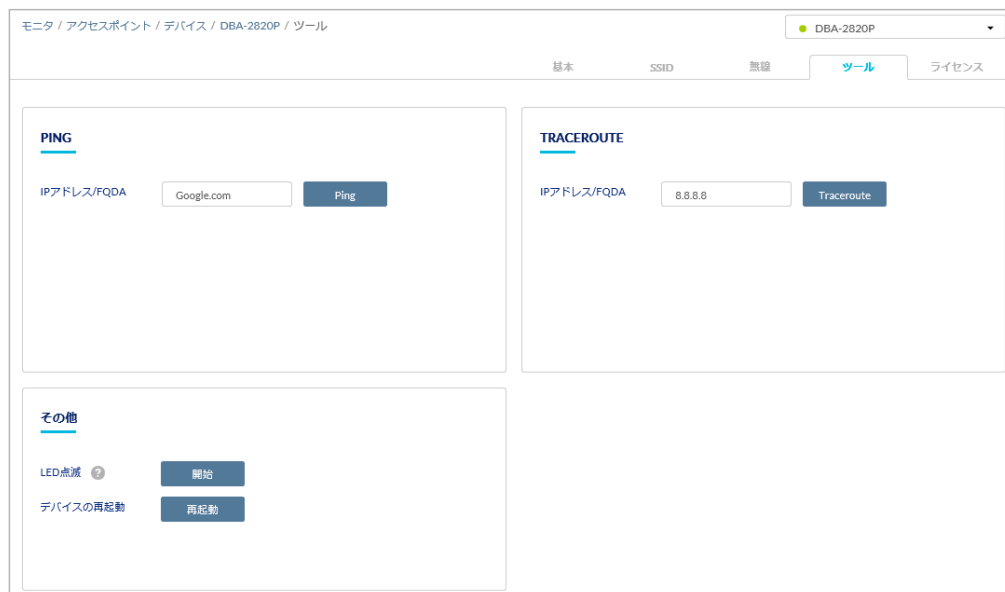 モニタ / アクセスポイント / デバイス / DBA-2820P / ツール
DBA-2820P
基本 SSID 無線 ツール ライセンス
PING
IPアドレス/FQDA Google.com Ping
TRACEROUTE
IPアドレス/FQDA 8.8.8.8 Traceroute
その他
LED点滅 ? 開始
デバイスの再起動 再起動